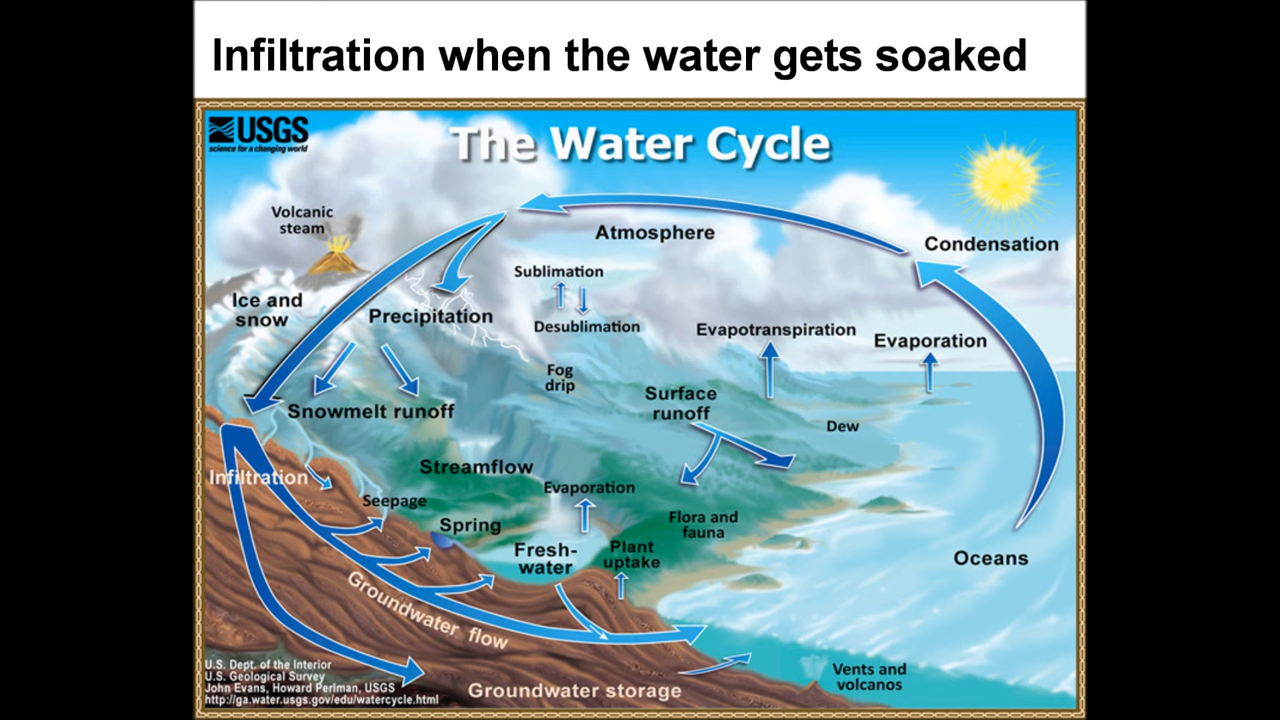 Infiltration when the water gets soaked
USGS
science for a changing world
The Water Cycle
Volcanic
steam
Atmosphere
Condensation
Sublimation
Ice and
snow
Precipitation
Desublimation
Evapotranspiration
Evaporation
Fog
drip
Surface
runoff
Snowmelt runoff
Dew
Infiltration
Streamflow
Evaporation
Seepage
Spring
Flora and
fauna
Fresh-
water
Plant
uptake
Oceans
Groundwater flow
U.S. Dept. of the Interior
U.S. Geological Survey
John Evans, Howard Perlman, USGS
http://ga.water.usgs.gov/edu/watercycle.html
Groundwater storage
Vents and
volcanos